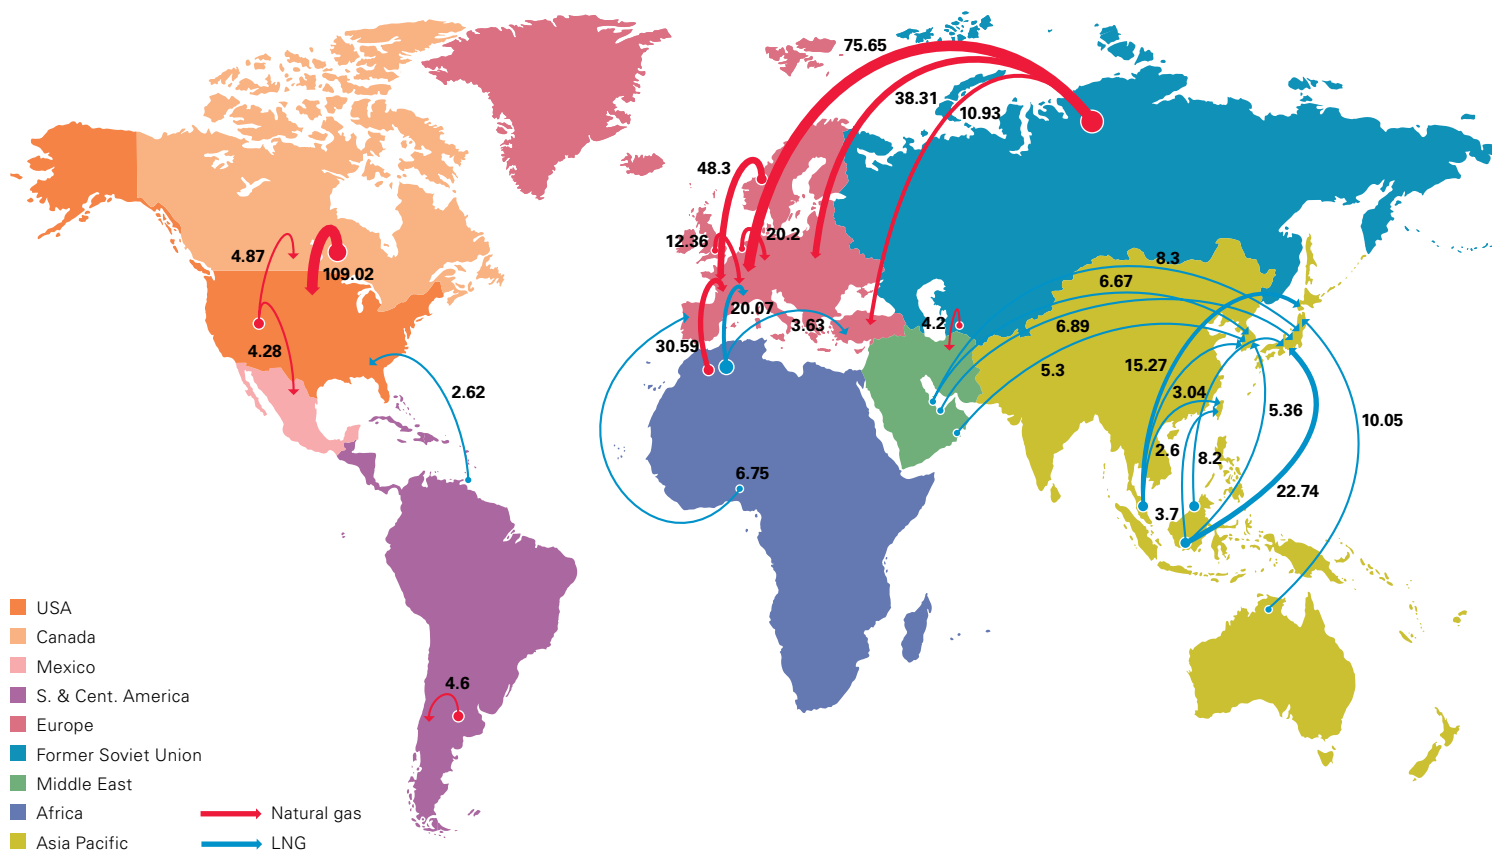 75.65
38.31
10.93
48.3
12.36
20.2
4.87
109.02
8.3
6.67
20.07
3.63
4.2
6.89
30.59
4.28
15.27
5.3
2.62
3.04
5.36
10.05
2.6
8.2
6.75
22.74
3.7
4.6
USA
Canada
Mexico
S. & Cent. America
Europe
Former Soviet Union
Middle East
Africa
Natural gas
Asia Pacific
LNG